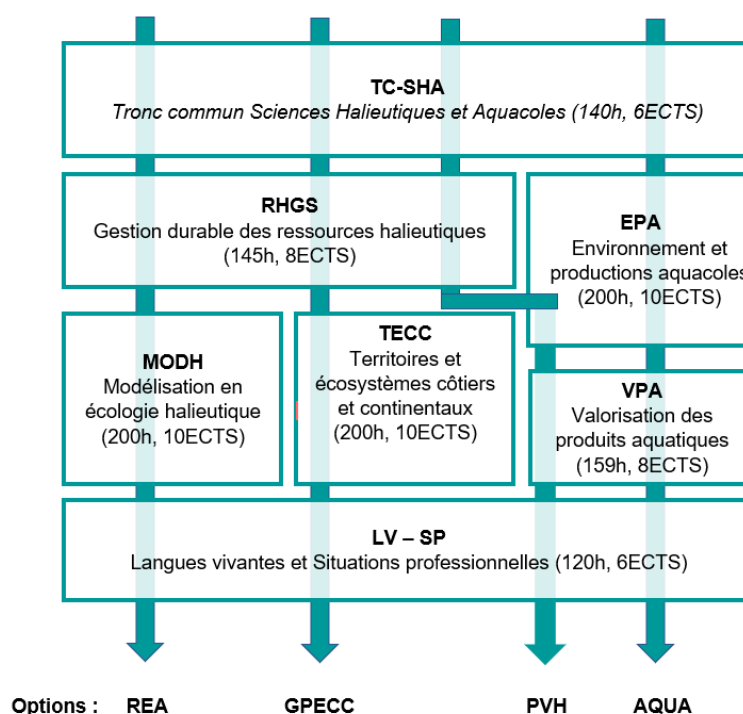 TC-SHA
Tronc commun Sciences Halieutiques et Aquacoles (140h, 6ECTS)
RHGS
Gestion durable des ressources halieutiques
(145h, 8ECTS)
EPA
Environnement et
productions aquacoles
(200h, 10ECTS)
MODH
Modélisation en
écologie halieutique
(200h, 10ECTS)
TECC
Territoires et
écosystèmes côtiers
et continentaux
(200h, 10ECTS)
VPA
Valorisation des
produits aquatiques
(159h, 8ECTS)
LV – SP
Langues vivantes et Situations professionnelles (120h, 6ECTS)
Options : REA GPECC PVH AQUA